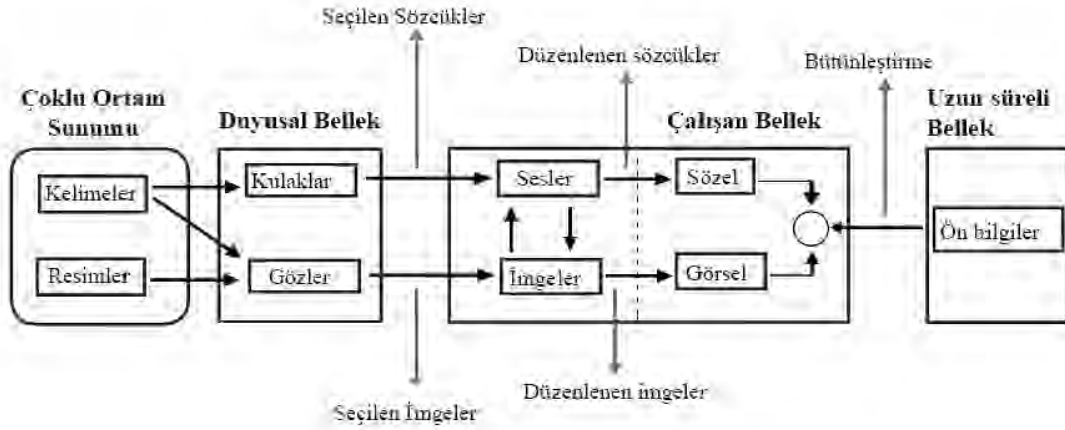 Seçilen Sözcükler
Düzenlenen sözcükler
Bütünleştirme
Çoklu Ortam
Sunumu
Duyusal Bellek
Çalışan Bellek
Uzun süreli
Bellek
Kelimeler
Kulaklar
Sesler
Sözel
Ön bilgiler
Resimler
Gözler
İmgeler
Görsel
Seçilen İmgeler
Düzenlenen imgeler